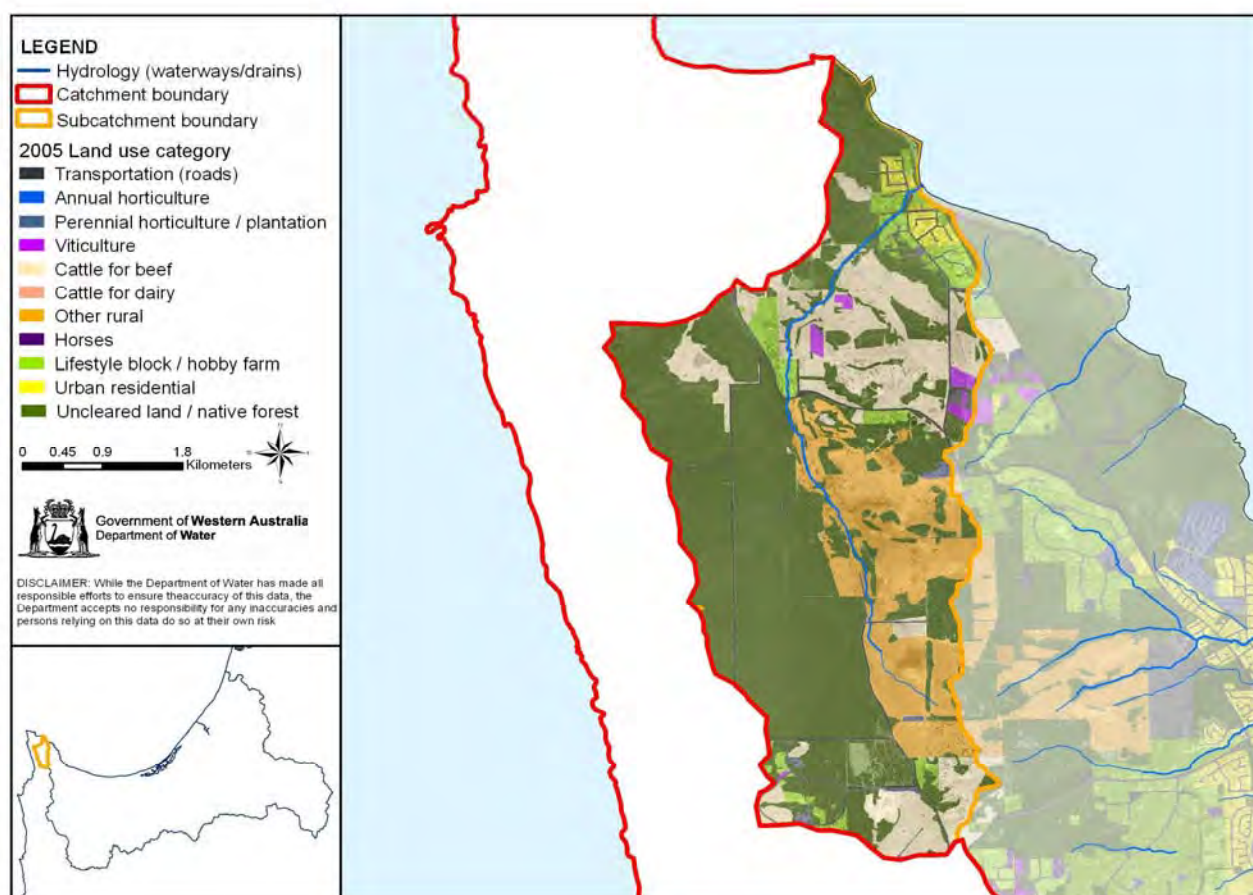 LEGEND
Hydrology (waterways/drains)
Catchment boundary
Subcatchment boundary
2005 Land use category
Transportation (roads)
Annual horticulture
Perennial horticulture / plantation
Viticulture
Cattle for beef
Cattle for dairy
Other rural
Horses
Lifestyle block / hobby farm
Urban residential
Uncleared land / native forest
0 0.45 0.9 1.8
Kilometers
Government of Western Australia
Department of Water
DISCLAIMER: While the Department of Water has made all
responsible efforts to ensure theaccuracy of this data, the
Department accepts no responsibility for any inaccuracies and
persons relying on this data do so at their own risk